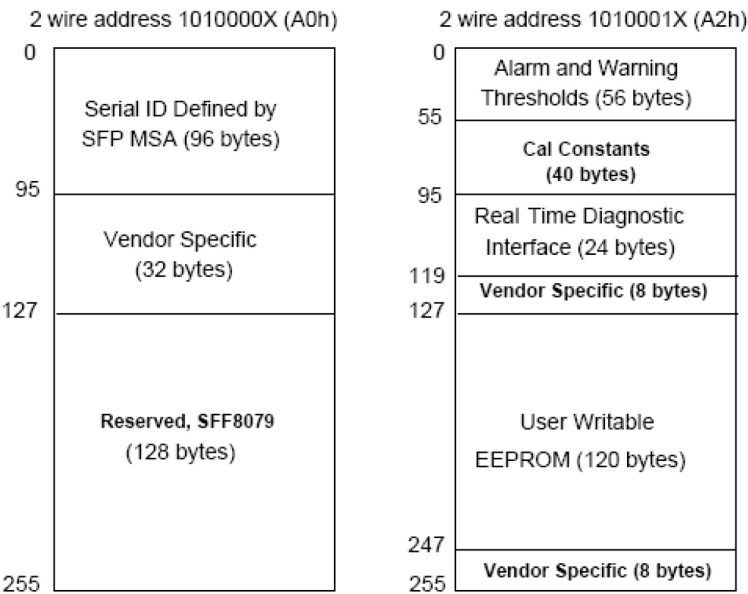 2 wire address 1010000X (A0h)
0
Serial ID Defined by
SFP MSA (96 bytes)
95
Vendor Specific
(32 bytes)
127
Reserved, SFF8079
(128 bytes)
255
2 wire address 1010001X (A2h)
0
Alarm and Warning
Thresholds (56 bytes)
55
Cal Constants
(40 bytes)
95
Real Time Diagnostic
Interface (24 bytes)
119
Vendor Specific (8 bytes)
127
User Writable
EEPROM (120 bytes)
247
Vendor Specific (8 bytes)
255